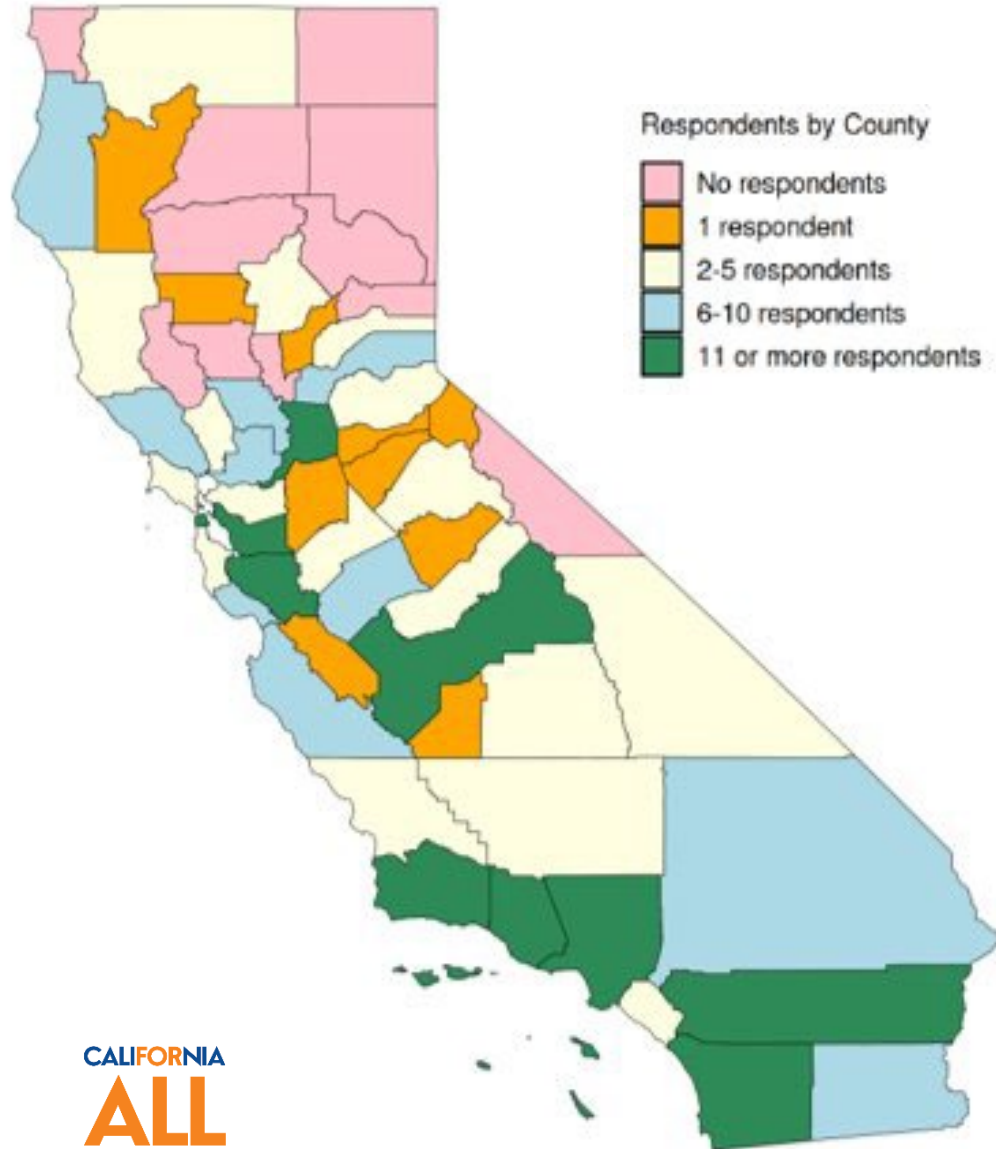 Respondents by County
No respondents
1 respondent
2-5 respondents
6-10 respondents
11 or more respondents
CALIFORNIA
ALL